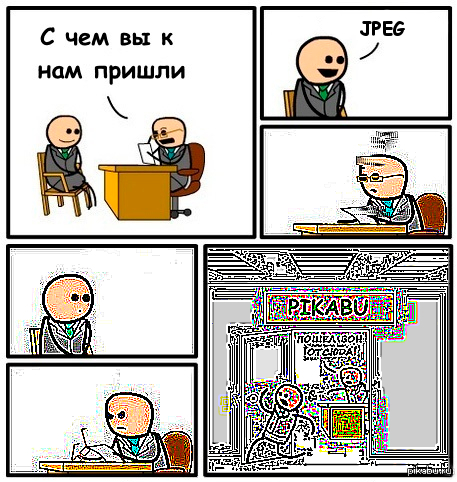 С чем вы к
нам пришли
JPEG
PIKABU
ПОШЕЛ ВОН
ОТСЮДА!
pikabu.ru